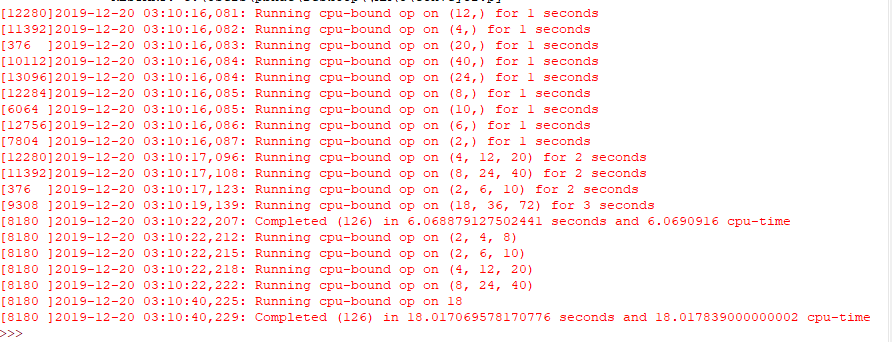 [12280]2019-12-20 03:10:16,081: Running cpu-bound op on (12,) for 1 seconds
[11392]2019-12-20 03:10:16,082: Running cpu-bound op on (4,) for 1 seconds
[376  ]2019-12-20 03:10:16,083: Running cpu-bound op on (20,) for 1 seconds
[10112]2019-12-20 03:10:16,084: Running cpu-bound op on (40,) for 1 seconds
[13096]2019-12-20 03:10:16,084: Running cpu-bound op on (24,) for 1 seconds
[12284]2019-12-20 03:10:16,085: Running cpu-bound op on (8,) for 1 seconds
[6064 ]2019-12-20 03:10:16,085: Running cpu-bound op on (10,) for 1 seconds
[12756]2019-12-20 03:10:16,086: Running cpu-bound op on (6,) for 1 seconds
[7804 ]2019-12-20 03:10:16,087: Running cpu-bound op on (2,) for 1 seconds
[12280]2019-12-20 03:10:17,096: Running cpu-bound op on (4, 12, 20) for 2 seconds
[11392]2019-12-20 03:10:17,108: Running cpu-bound op on (8, 24, 40) for 2 seconds
[376  ]2019-12-20 03:10:17,123: Running cpu-bound op on (2, 6, 10) for 2 seconds
[9308 ]2019-12-20 03:10:19,139: Running cpu-bound op on (18, 36, 72) for 3 seconds
[8180 ]2019-12-20 03:10:22,207: Completed (126) in 6.068879127502441 seconds and 6.0690916 cpu-time
[8180 ]2019-12-20 03:10:22,212: Running cpu-bound op on (2, 4, 8)
[8180 ]2019-12-20 03:10:22,215: Running cpu-bound op on (2, 6, 10)
[8180 ]2019-12-20 03:10:22,218: Running cpu-bound op on (4, 12, 20)
[8180 ]2019-12-20 03:10:22,222: Running cpu-bound op on (8, 24, 40)
[8180 ]2019-12-20 03:10:40,225: Running cpu-bound op on 18
[8180 ]2019-12-20 03:10:40,229: Completed (126) in 18.017069578170776 seconds and 18.017839000000002 cpu-time
>>>